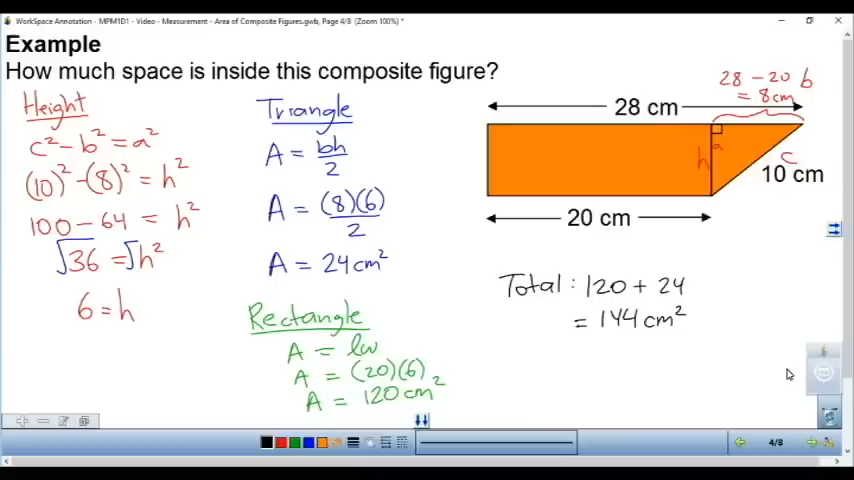 WorkSpace Annotation - MPM1D1 - Video - Measurement - Area of Composite Figures.gwb, Page 4/8 (Zoom 100%) *
Example
How much space is inside this composite figure?
Height
c² - b² = a²
(10)² - (8)² = h²
100 - 64 = h²
√36 = √h²
6 = h
Triangle
A = bh/2
A = (8)(6)/2
A = 24 cm²
Rectangle
A = lw
A = (20)(6)
A = 120 cm²
28 - 20 b
= 8cm
28 cm
a
h
c
10 cm
20 cm
Total: 120 + 24
= 144 cm²
4/8